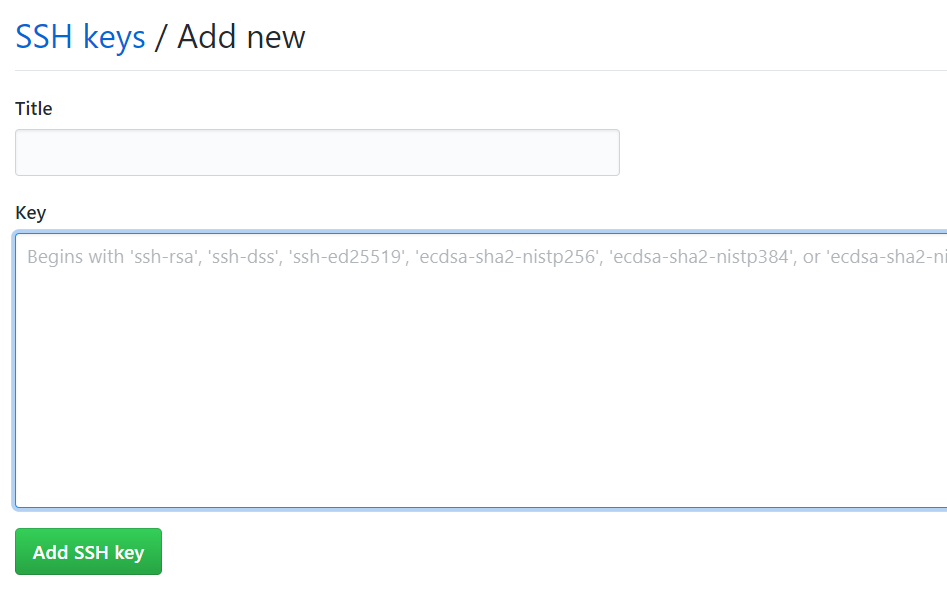 SSH keys / Add new
Title
Key
Begins with 'ssh-rsa', 'ssh-dss', 'ssh-ed25519', 'ecdsa-sha2-nistp256', 'ecdsa-sha2-nistp384', or 'ecdsa-sha2-ni
Add SSH key